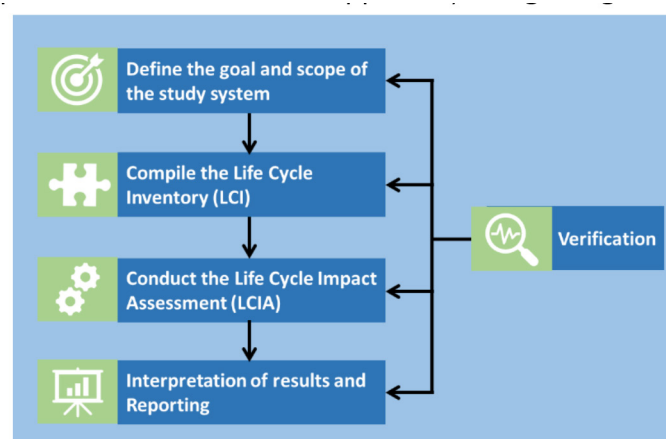 Define the goal and scope of
the study system
Compile the Life Cycle
Inventory (LCI)
Verification
Conduct the Life Cycle Impact
Assessment (LCIA)
Interpretation of results and
Reporting